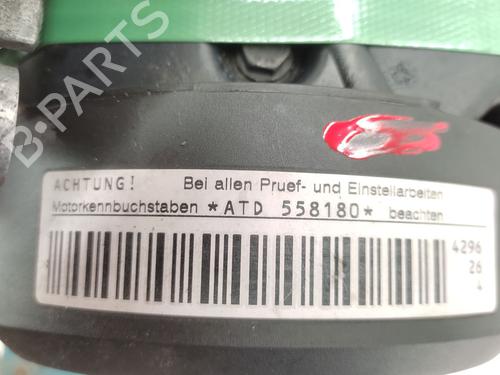 B-PARTS
ACHTUNG! Bei allen Pruef- und Einstellarbeiten
Motorkennbuchstaben *ATD 558180* beachten
4296
26
4